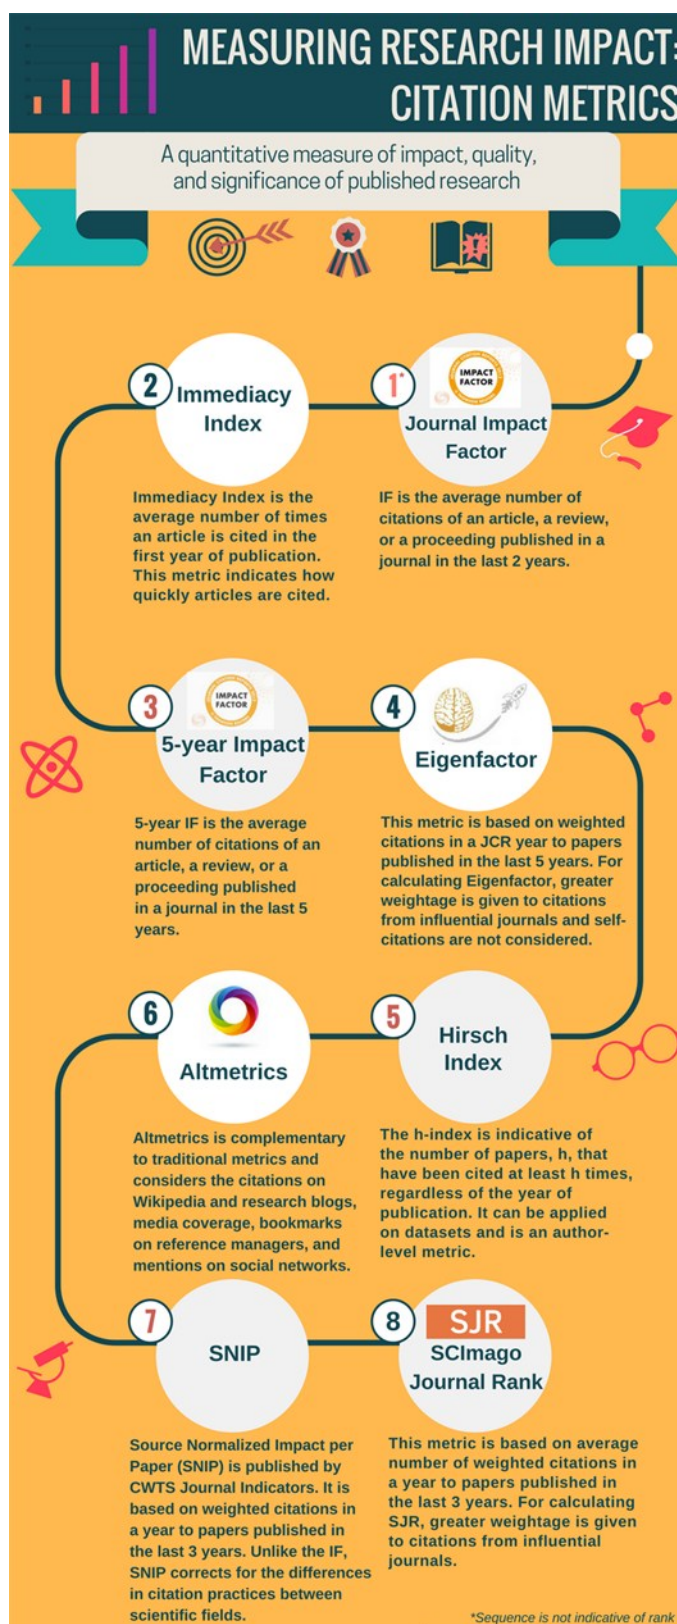 MEASURING RESEARCH IMPACT:
CITATION METRICS
A quantitative measure of impact, quality,
and significance of published research
1*
IMPACT
FACTOR
Journal Impact
Factor
IF is the average number of
citations of an article, a review,
or a proceeding published in a
journal in the last 2 years.
2
Immediacy
Index
Immediacy Index is the
average number of times
an article is cited in the
first year of publication.
This metric indicates how
quickly articles are cited.
3
IMPACT
FACTOR
5-year Impact
Factor
5-year IF is the average
number of citations of an
article, a review, or a
proceeding published
in a journal in the last 5
years.
4
Eigenfactor
This metric is based on weighted
citations in a JCR year to papers
published in the last 5 years. For
calculating Eigenfactor, greater
weightage is given to citations
from influential journals and self-
citations are not considered.
5
Hirsch
Index
The h-index is indicative of
the number of papers, h, that
have been cited at least h times,
regardless of the year of
publication. It can be applied
on datasets and is an author-
level metric.
6
Altmetrics
Altmetrics is complementary
to traditional metrics and
considers the citations on
Wikipedia and research blogs,
media coverage, bookmarks
on reference managers, and
mentions on social networks.
7
SNIP
Source Normalized Impact per
Paper (SNIP) is published by
CWTS Journal Indicators. It is
based on weighted citations in
a year to papers published in
the last 3 years. Unlike the IF,
SNIP corrects for the differences
in citation practices between
scientific fields.
8
SJR
SCImago
Journal Rank
This metric is based on average
number of weighted citations in
a year to papers published in
the last 3 years. For calculating
SJR, greater weightage is given
to citations from influential
journals.
*Sequence is not indicative of rank